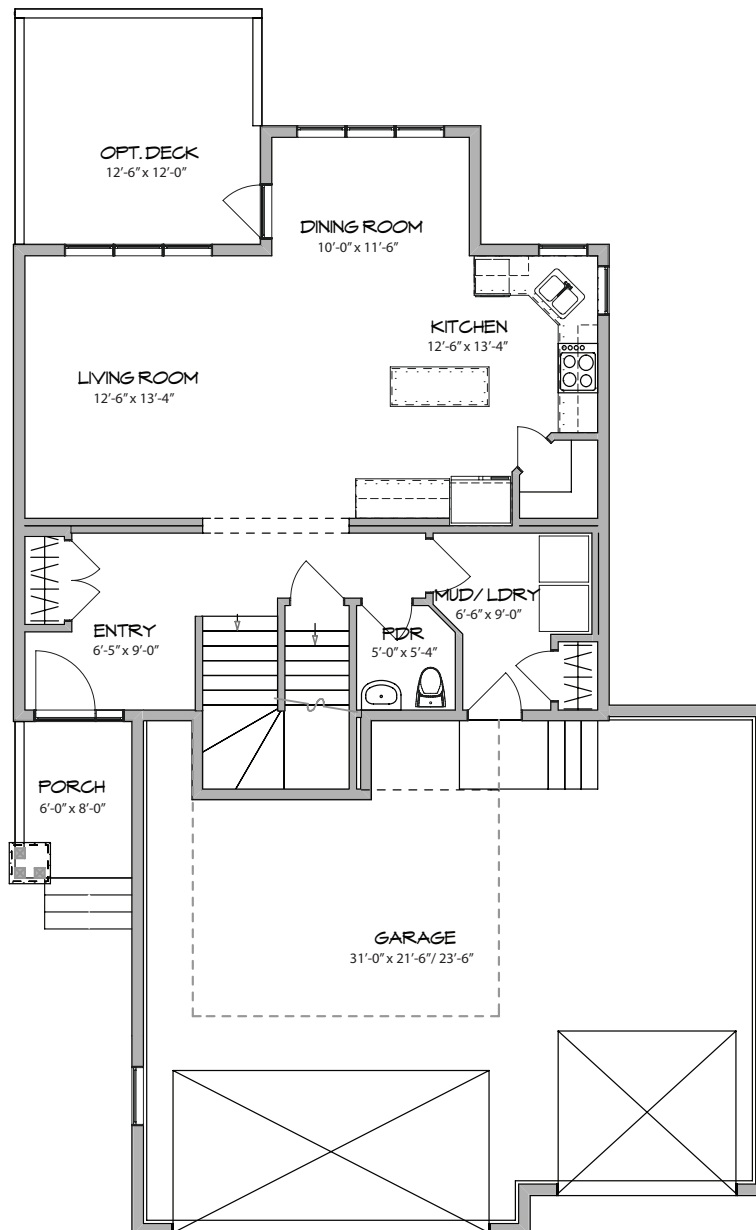 OPT. DECK
12'-6" x 12'-0"
DINING ROOM
10'-0" x 11'-6"
KITCHEN
12'-6" x 13'-4"
LIVING ROOM
12'-6" x 13'-4"
MUD/ LDRY
6'-6" x 9'-0"
ENTRY
6'-5" x 9'-0"
PDR
5'-0" x 5'-4"
PORCH
6'-0" x 8'-0"
GARAGE
31'-0" x 21'-6"/ 23'-6"